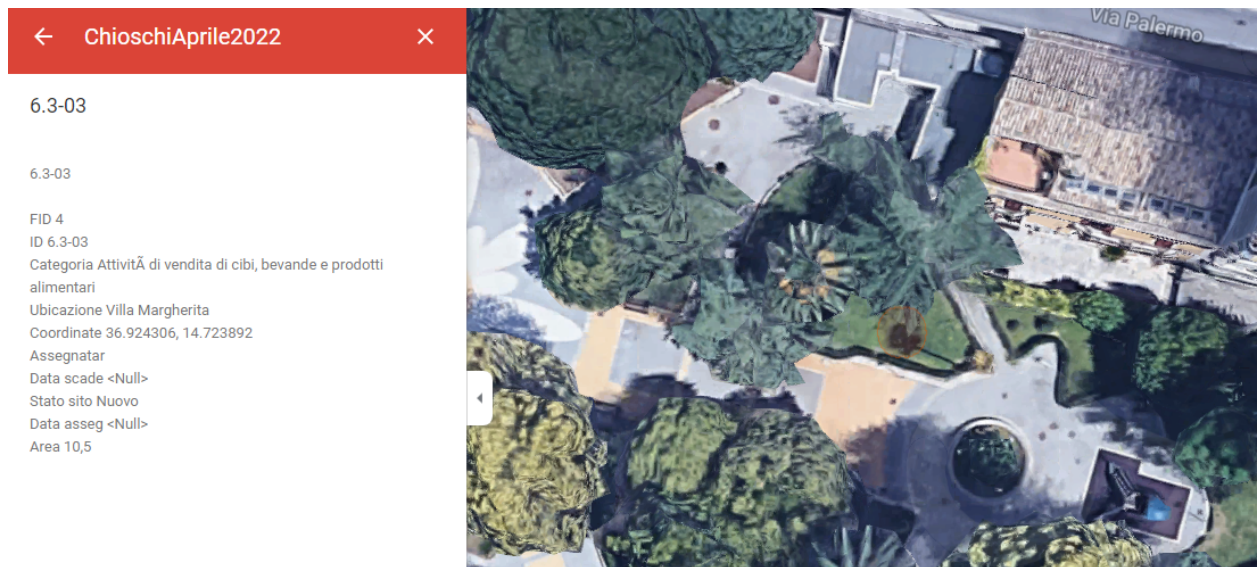 ChioschiAprile2022
Via Palermo
6.3-03
6.3-03
FID 4
ID 6.3-03
Categoria AttivitÃ di vendita di cibi, bevande e prodotti
alimentari
Ubicazione Villa Margherita
Coordinate 36.924306, 14.723892
Assegnatar
Data scade <Null>
Stato sito Nuovo
Data asseg <Null>
Area 10,5